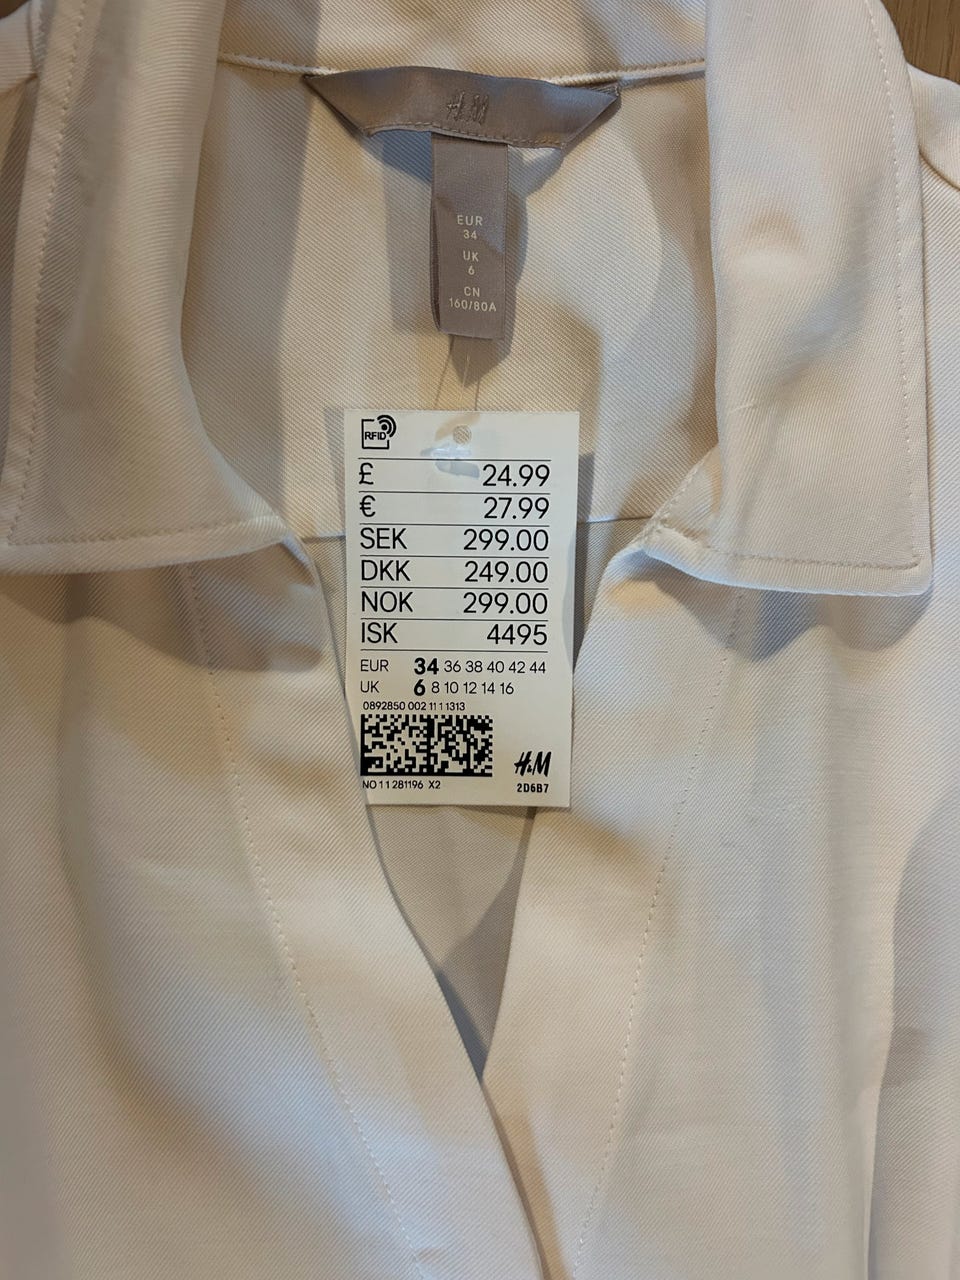 H&M
EUR
34
UK
6
CN
160/80A
RFID
£ 24.99
€ 27.99
SEK 299.00
DKK 249.00
NOK 299.00
ISK 4495
EUR 34 36 38 40 42 44
UK 6 8 10 12 14 16
0892850 002 11 1 1313
H&M
NO 1 1 281196 X2 2D6B7